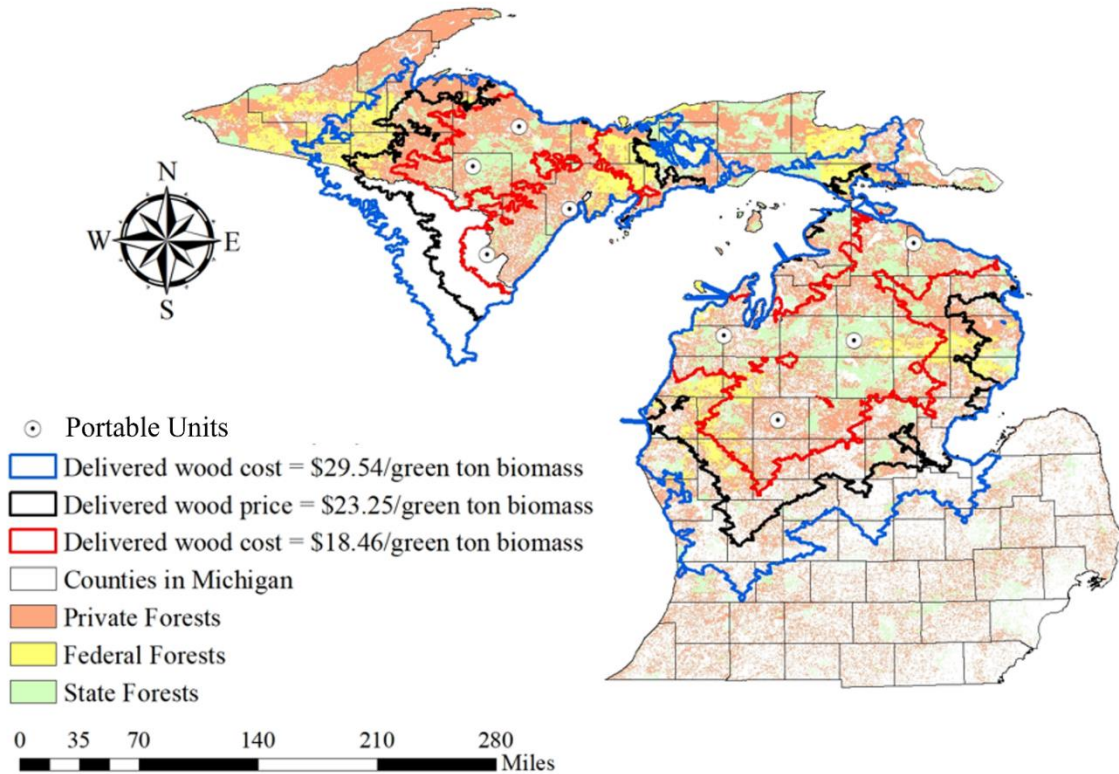 N
W
E
S
Portable Units
Delivered wood cost = $29.54/green ton biomass
Delivered wood price = $23.25/green ton biomass
Delivered wood cost = $18.46/green ton biomass
Counties in Michigan
Private Forests
Federal Forests
State Forests
0 35 70 140 210 280
Miles